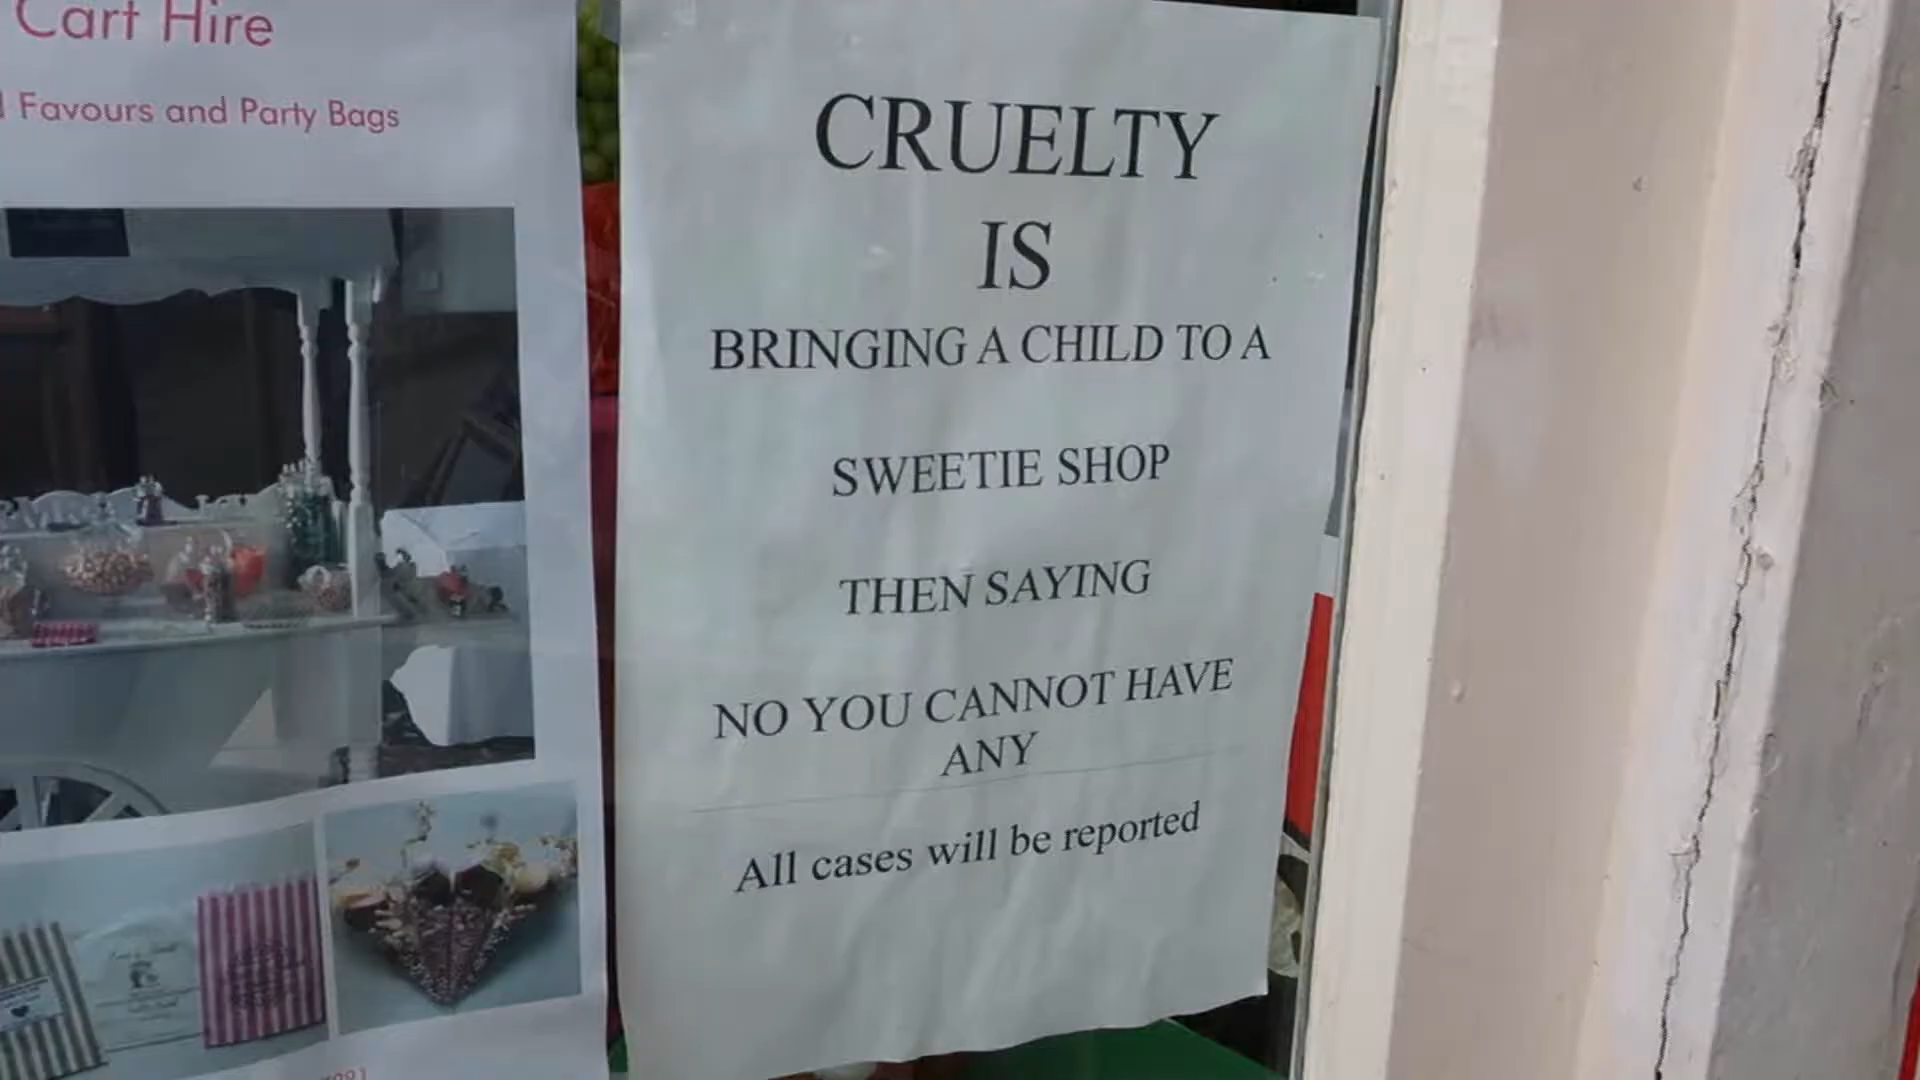 Cart Hire
Favours and Party Bags
CRUELTY
IS
BRINGING A CHILD TO A
SWEETIE SHOP
THEN SAYING
NO YOU CANNOT HAVE
ANY
All cases will be reported